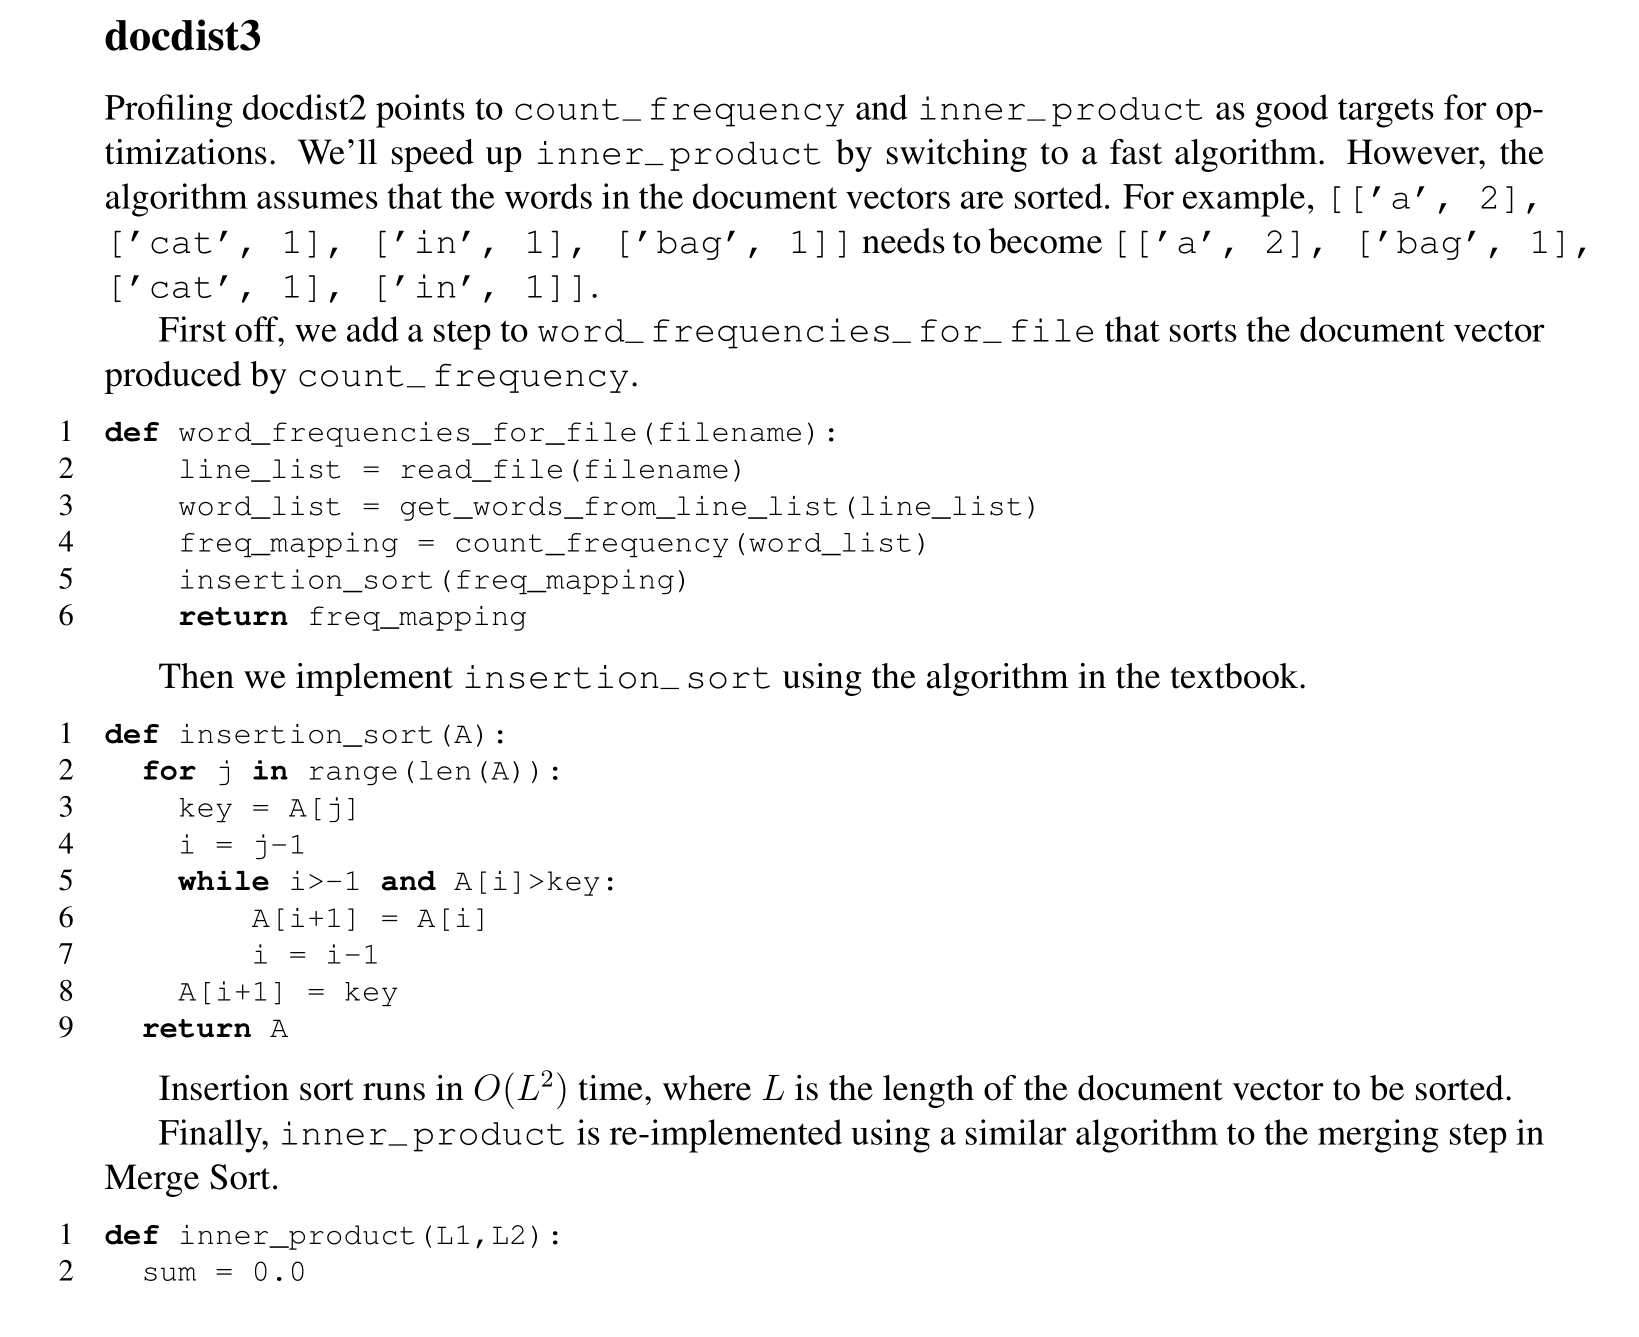 docdist3
Profiling docdist2 points to count_frequency and inner_product as good targets for op-
timizations. We'll speed up inner_product by switching to a fast algorithm. However, the
algorithm assumes that the words in the document vectors are sorted. For example, [['a', 2],
['cat', 1], ['in', 1], ['bag', 1]] needs to become [['a', 2], ['bag', 1],
['cat', 1], ['in', 1]].
First off, we add a step to word_frequencies_for_file that sorts the document vector
produced by count_frequency.
1 def word_frequencies_for_file(filename):
2     line_list = read_file(filename)
3     word_list = get_words_from_line_list(line_list)
4     freq_mapping = count_frequency(word_list)
5     insertion_sort(freq_mapping)
6     return freq_mapping
Then we implement insertion_sort using the algorithm in the textbook.
1 def insertion_sort(A):
2   for j in range(len(A)):
3     key = A[j]
4     i = j-1
5     while i>-1 and A[i]>key:
6         A[i+1] = A[i]
7         i = i-1
8     A[i+1] = key
9   return A
Insertion sort runs in O(L²) time, where L is the length of the document vector to be sorted.
Finally, inner_product is re-implemented using a similar algorithm to the merging step in
Merge Sort.
1 def inner_product(L1,L2):
2   sum = 0.0